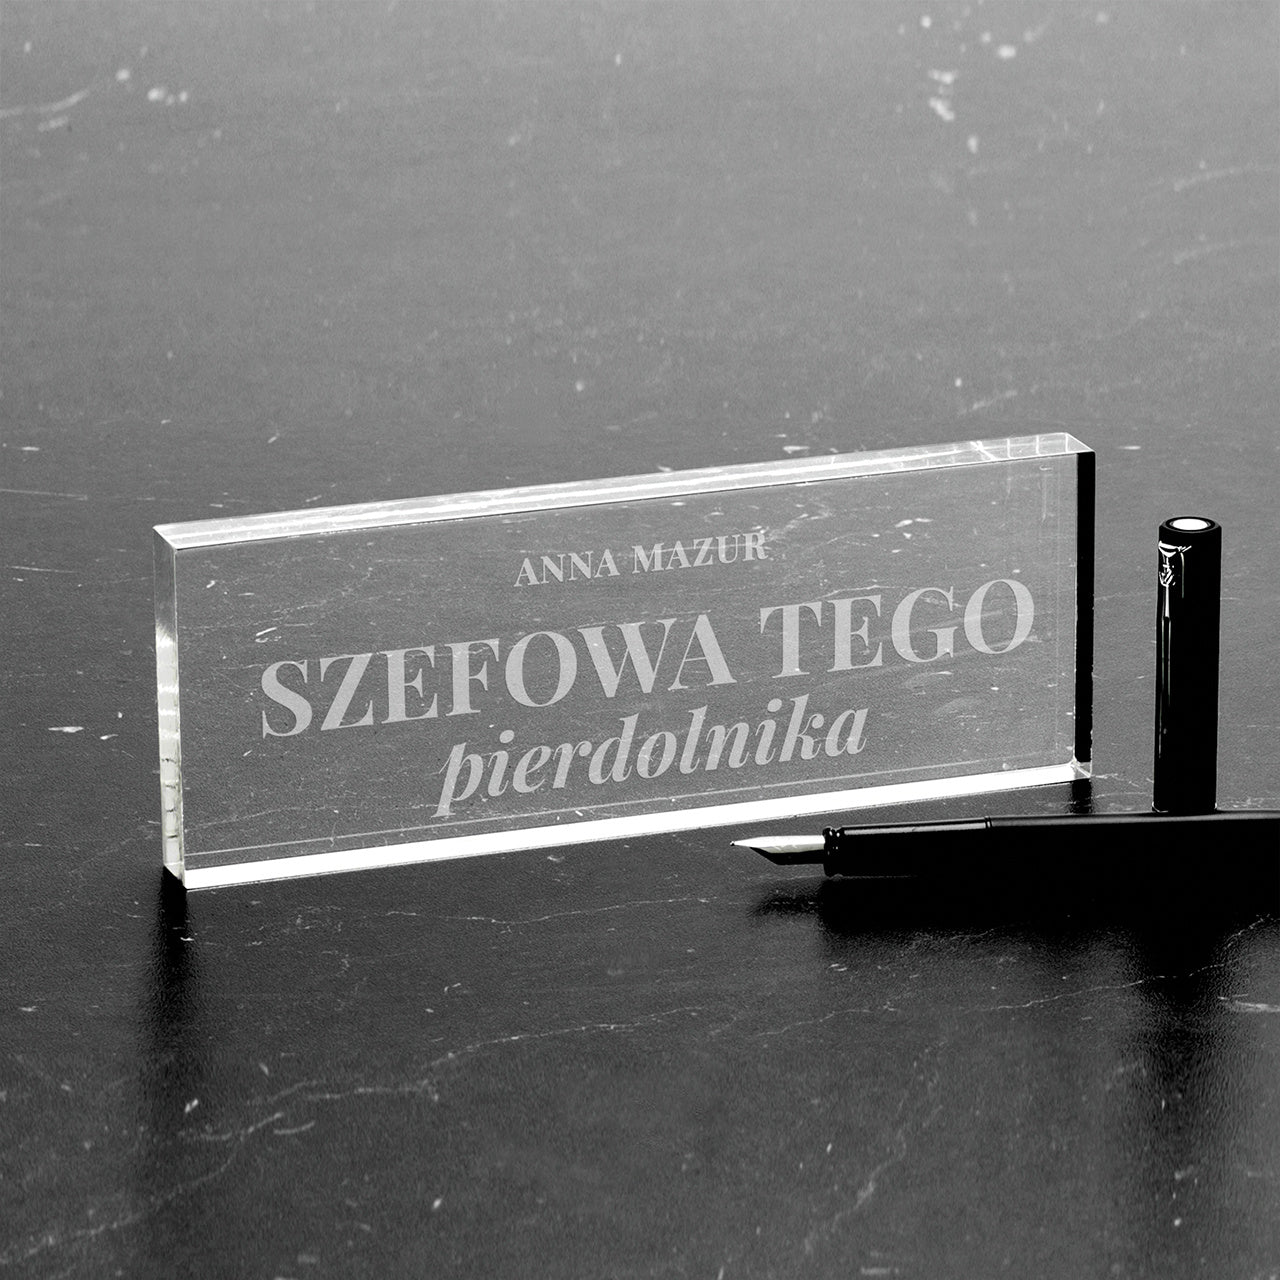 ANNA MAZUR
SZEFOWA TEGO
pierdolnika